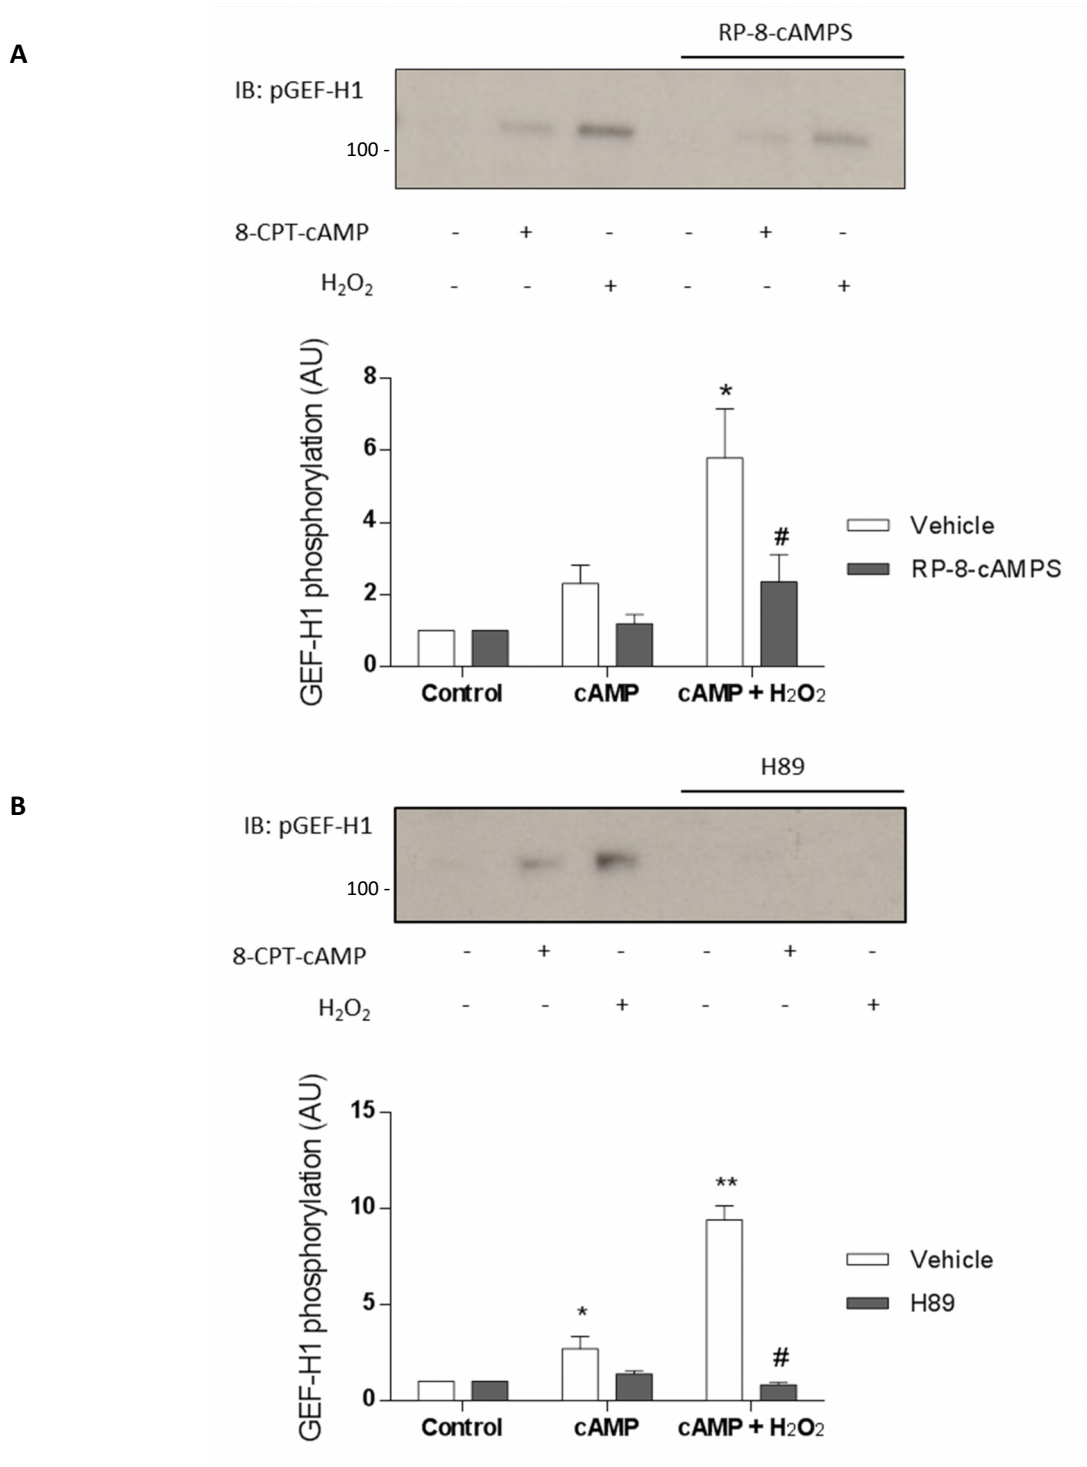 A
RP-8-cAMPS
IB: pGEF-H1
100 -
8-CPT-cAMP - + - - + -
H₂O₂ - - + - - +
GEF-H1 phosphorylation (AU)
8
6
4
2
0
*
#
Control cAMP cAMP + H₂O₂
Vehicle
RP-8-cAMPS
B
H89
IB: pGEF-H1
100 -
8-CPT-cAMP - + - - + -
H₂O₂ - - + - - +
GEF-H1 phosphorylation (AU)
15
10
5
0
*
**
#
Control cAMP cAMP + H₂O₂
Vehicle
H89